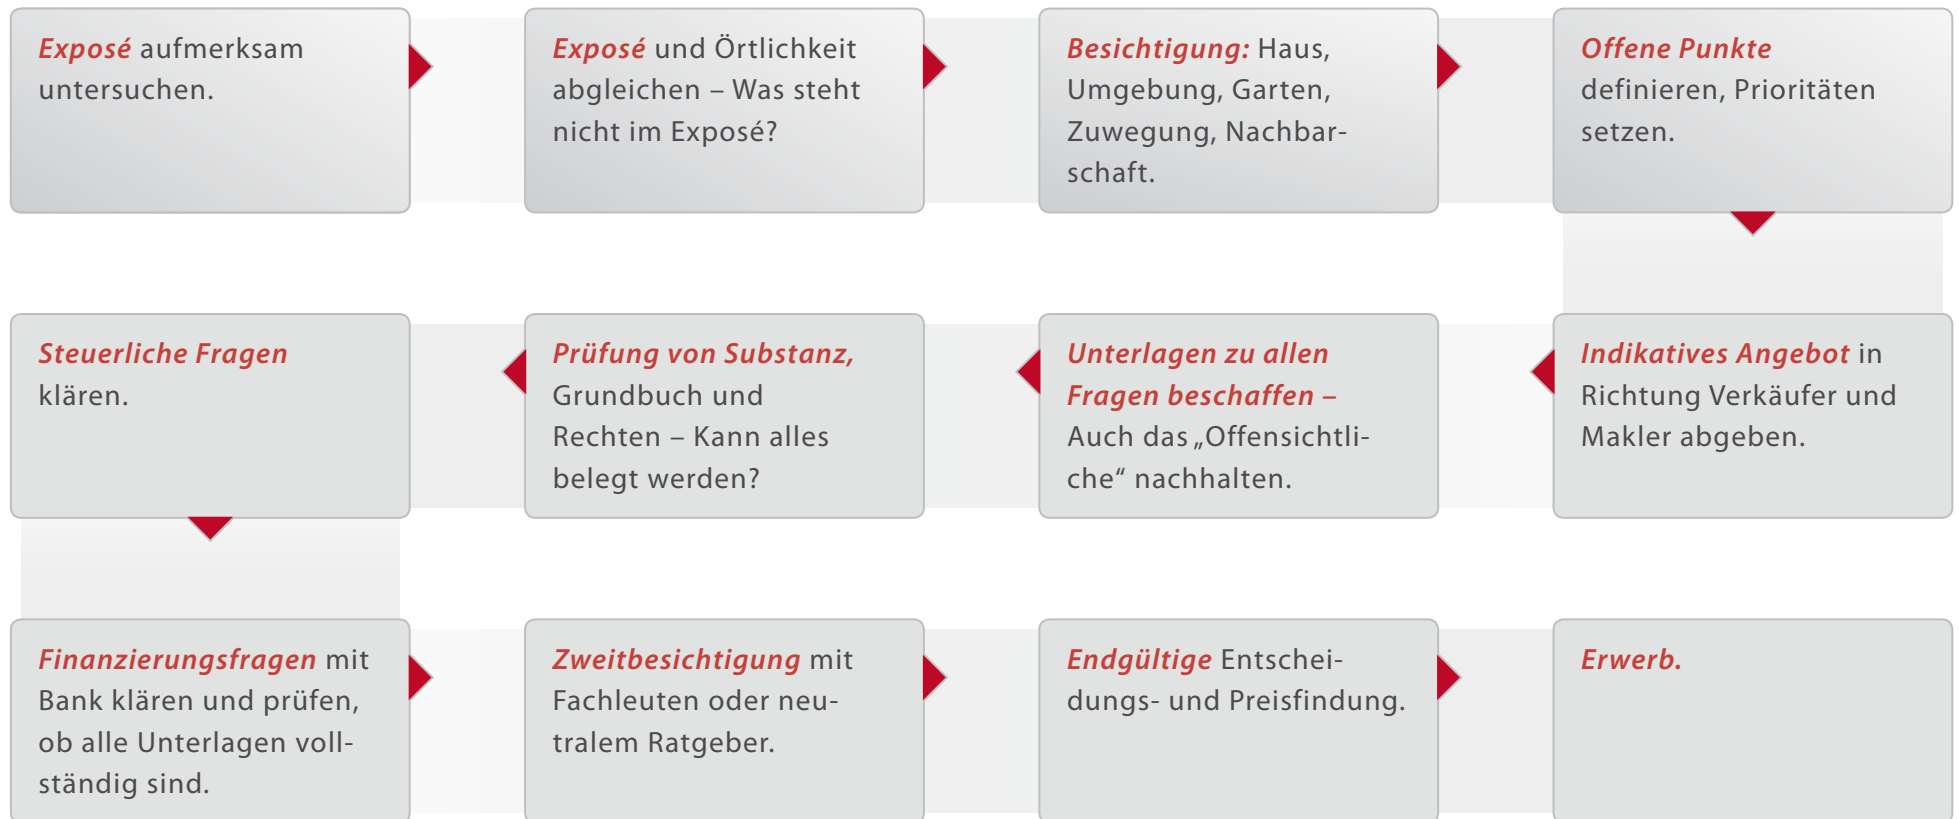 Exposé aufmerksam
untersuchen.
Exposé und Örtlichkeit
abgleichen – Was steht
nicht im Exposé?
Besichtigung: Haus,
Umgebung, Garten,
Zuwegung, Nachbar-
schaft.
Offene Punkte
definieren, Prioritäten
setzen.
Indikatives Angebot in
Richtung Verkäufer und
Makler abgeben.
Unterlagen zu allen
Fragen beschaffen –
Auch das „Offensichtli-
che“ nachhalten.
Prüfung von Substanz,
Grundbuch und
Rechten – Kann alles
belegt werden?
Steuerliche Fragen
klären.
Finanzierungsfragen mit
Bank klären und prüfen,
ob alle Unterlagen voll-
ständig sind.
Zweitbesichtigung mit
Fachleuten oder neu-
tralem Ratgeber.
Endgültige Entschei-
dungs- und Preisfindung.
Erwerb.